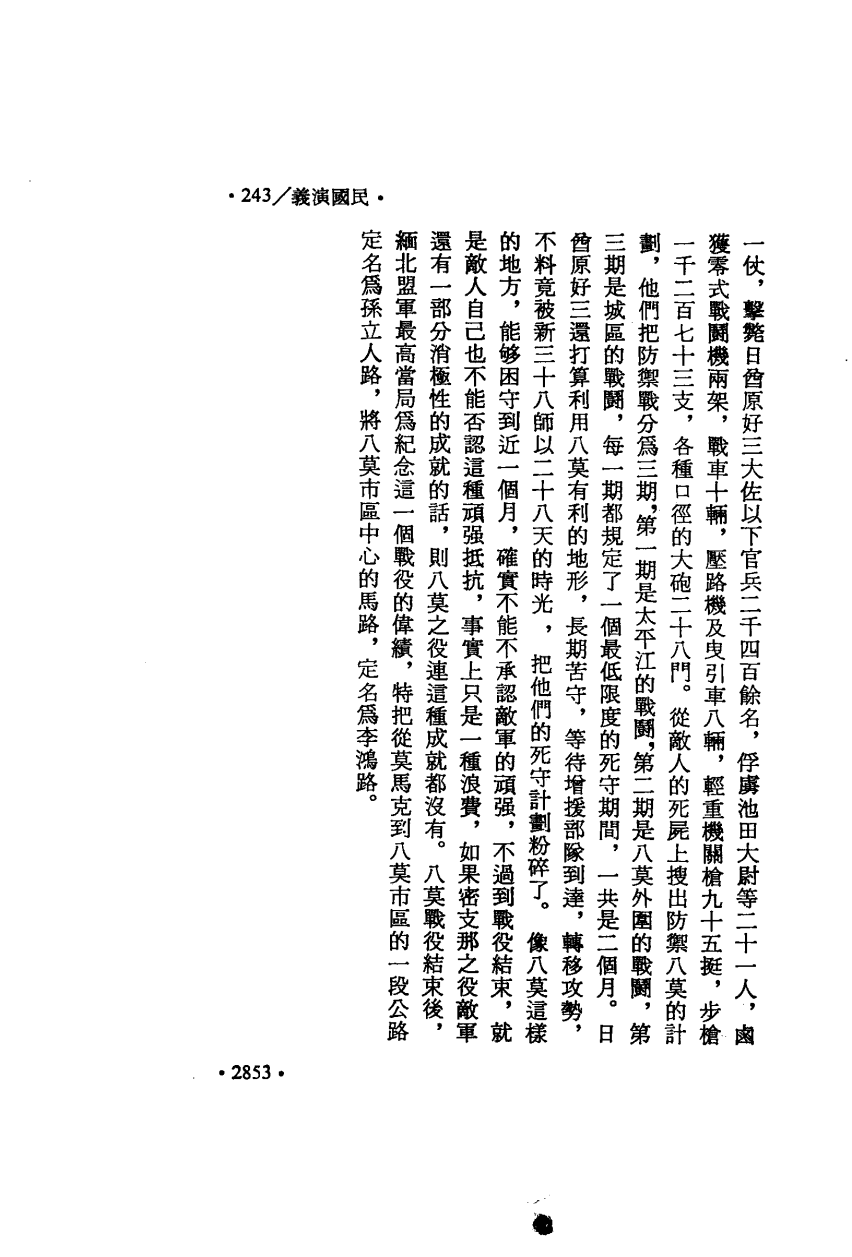 •243/義演國民•
一仗，擊斃日酋原好三大佐以下官兵二千四百餘名，俘虜池田大尉等二十一人，鹵
獲零式戰鬭機兩架，戰車十輛，壓路機及曳引車八輛，輕重機關槍九十五挺，步槍
一千二百七十三支，各種口徑的大砲二十八門。從敵人的死屍上搜出防禦八莫的計
劃，他們把防禦戰分爲三期，第一期是太平江的戰鬭，第二期是八莫外圍的戰鬭，第
三期是城區的戰鬭，每一期都規定了一個最低限度的死守期間，一共是二個月。日
酋原好三還打算利用八莫有利的地形，長期苦守，等待增援部隊到達，轉移攻勢，
不料竟被新三十八師以二十八天的時光，把他們的死守計劃粉碎了。像八莫這樣
的地方，能够困守到近一個月，確實不能不承認敵軍的頑强，不過到戰役結束，就
是敵人自己也不能否認這種頑强抵抗，事實上只是一種浪費，如果密支那之役敵軍
還有一部分消極性的成就的話，則八莫之役連這種成就都沒有。八莫戰役結束後，
緬北盟軍最高當局爲紀念這一個戰役的偉績，特把從莫馬克到八莫市區的一段公路
定名爲孫立人路，將八莫市區中心的馬路，定名爲李鴻路。
•2853•